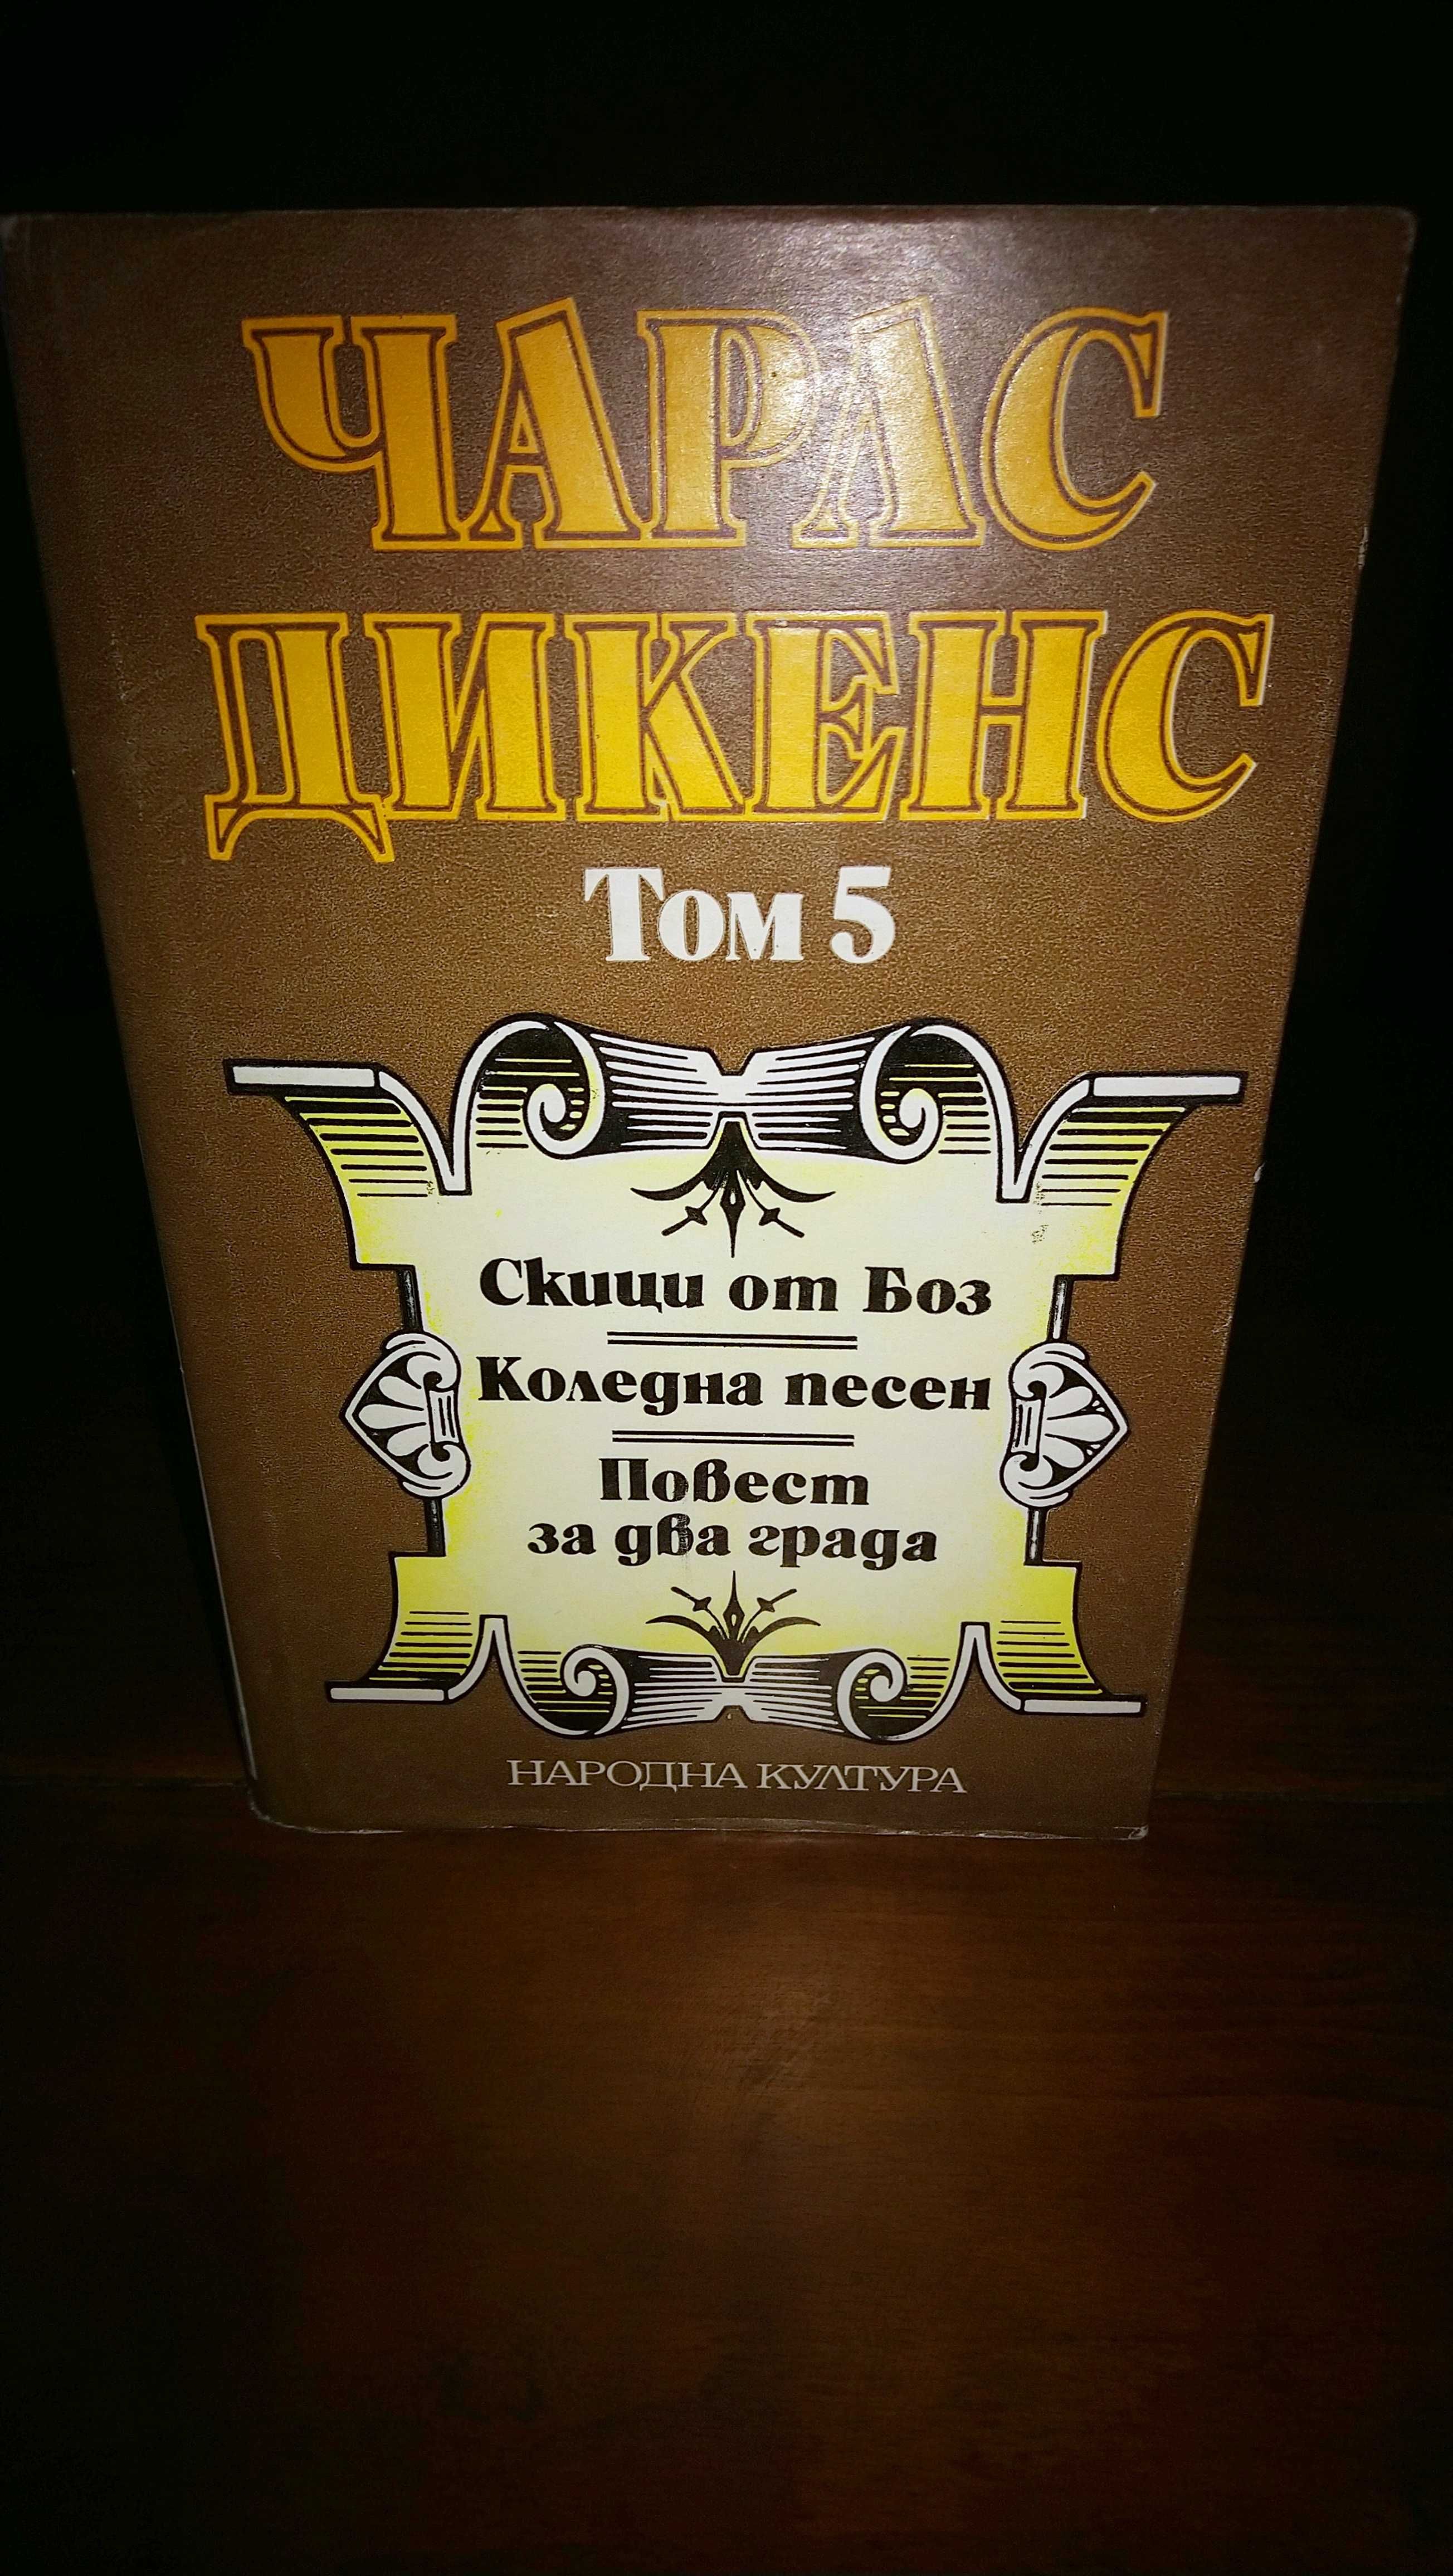 ЧАРЛС
ДИКЕНС
Том 5
Скици от Боз
Коледна песен
Повест
за два града
НАРОДНА КУЛТУРА